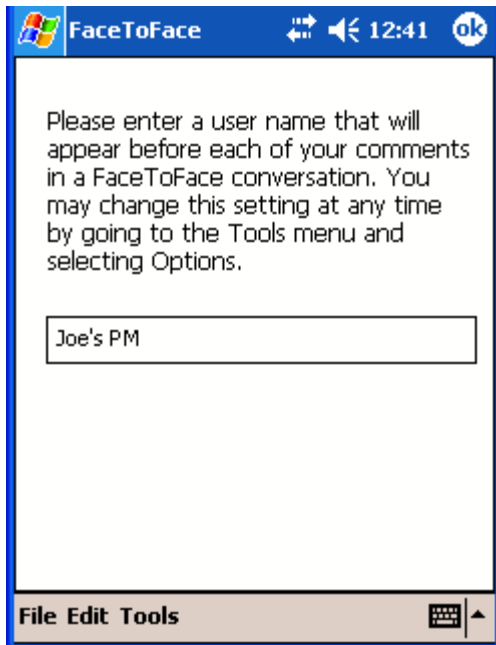 FaceToFace 12:41 ok
Please enter a user name that will
appear before each of your comments
in a FaceToFace conversation. You
may change this setting at any time
by going to the Tools menu and
selecting Options.
Joe's PM
File Edit Tools